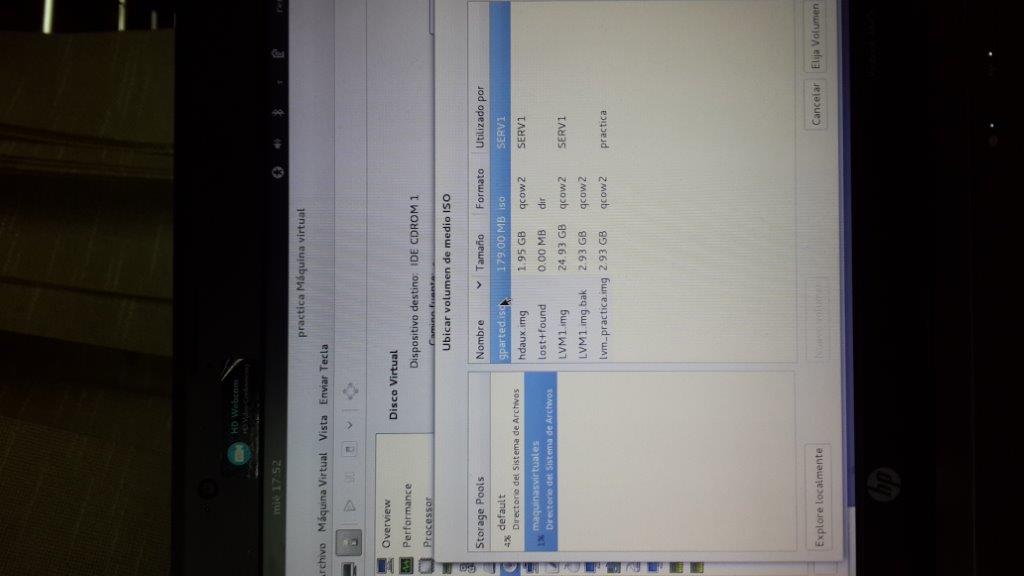 HD Webcam
mié 17:52
practica Máquina virtual
Archivo Máquina Virtual Vista Enviar Tecla
Overview
Performance
Processor
Disco Virtual
Dispositivo destino: IDE CDROM 1
Ubicar volumen de medio ISO
Storage Pools
4% default
Directorio del Sistema de Archivos
1% maquinasvirtuales
Directorio del Sistema de Archivos
Nombre Tamaño Formato Utilizado por
gparted.iso 179.00 MB iso SERV1
hdaux.img 1.95 GB qcow2 SERV1
lost+found 0.00 MB dir
LVM1.img 24.93 GB qcow2 SERV1
LVM1.img.bak 2.93 GB qcow2
lvm_practica.img 2.93 GB qcow2 practica
Explore localmente Nuevo volumen Cancelar Elija Volumen
hp